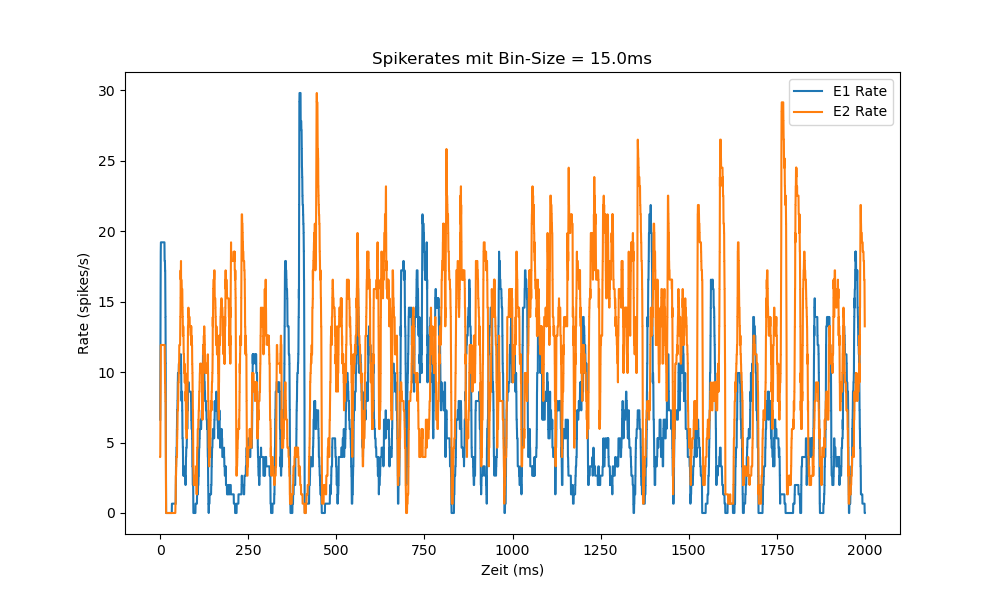 Spikerates mit Bin-Size = 15.0ms
E1 Rate
E2 Rate
Rate (spikes/s)
30
25
20
15
10
5
0
0 250 500 750 1000 1250 1500 1750 2000
Zeit (ms)